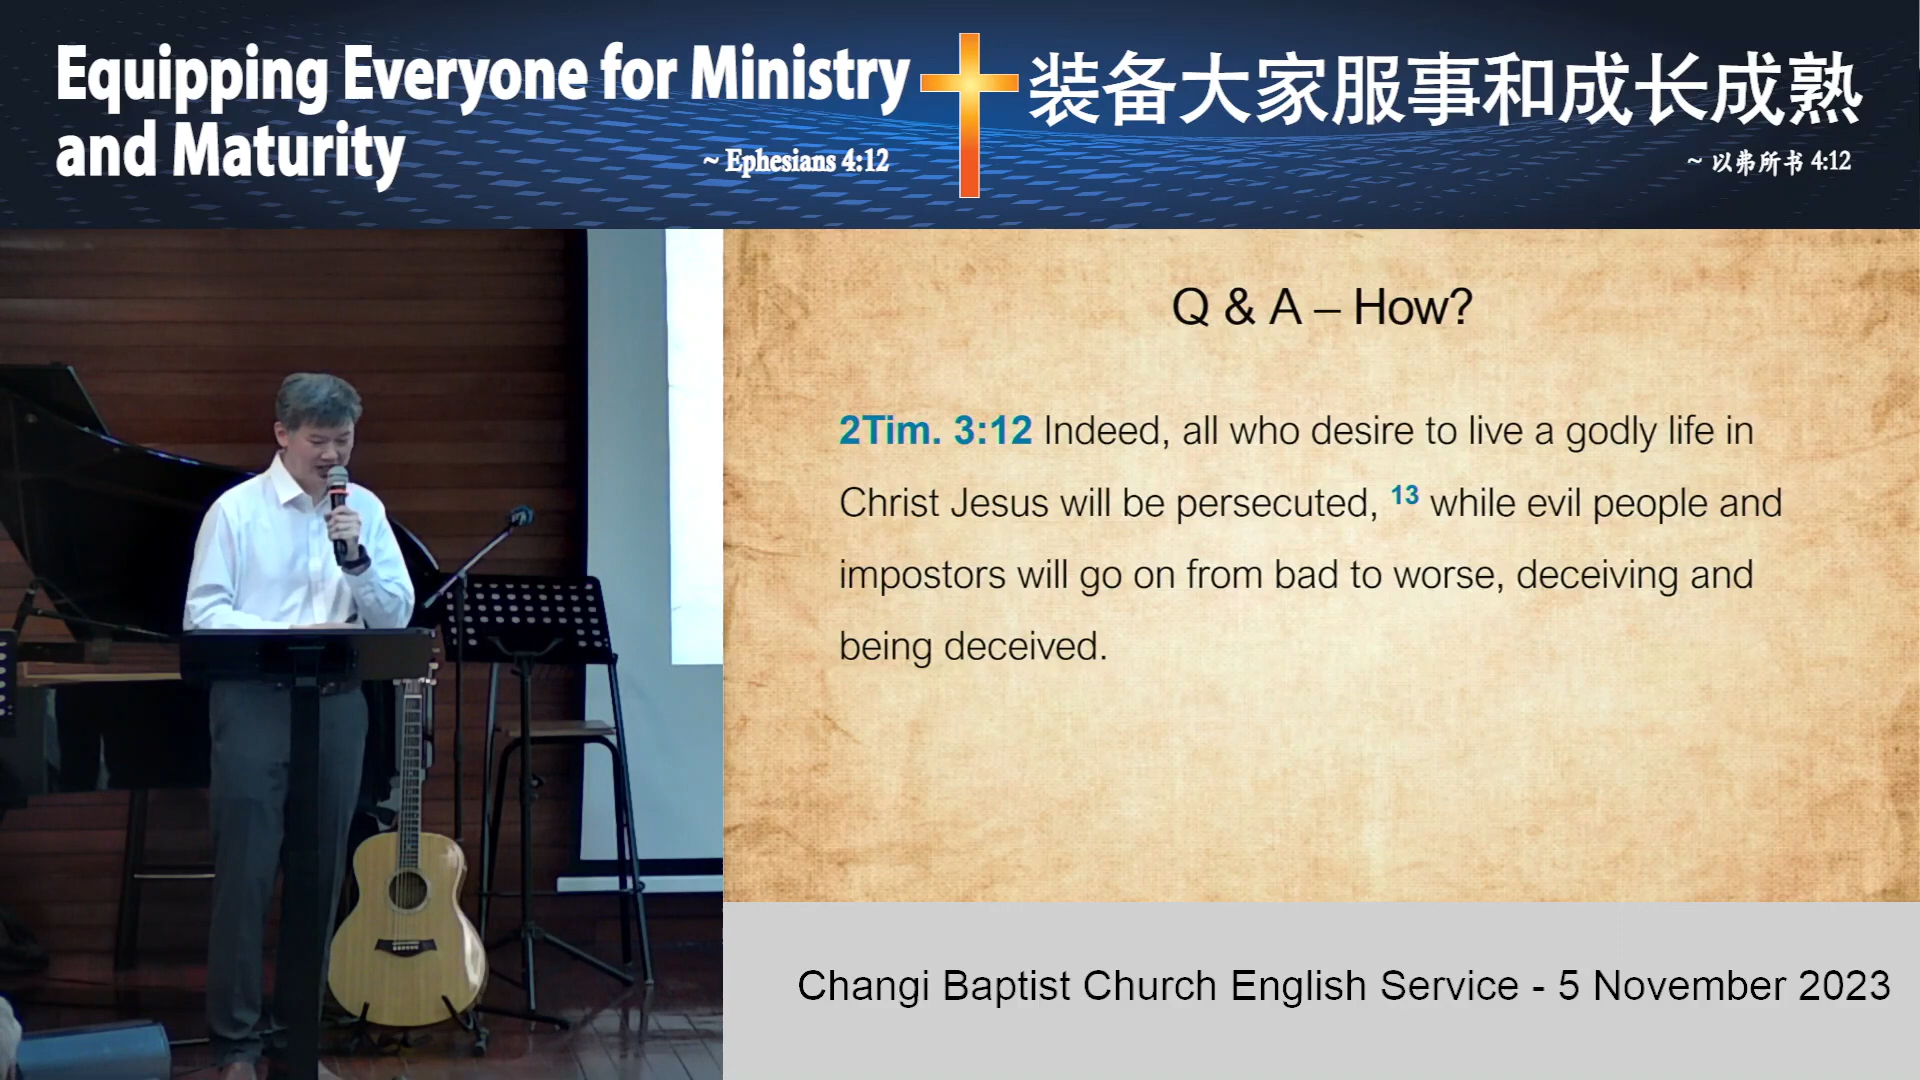 Equipping Everyone for Ministry
and Maturity
~ Ephesians 4:12
装备大家服事和成长成熟
~ 以弗所书 4:12
Q & A – How?
2Tim. 3:12 Indeed, all who desire to live a godly life in
Christ Jesus will be persecuted, 13 while evil people and
impostors will go on from bad to worse, deceiving and
being deceived.
Changi Baptist Church English Service - 5 November 2023